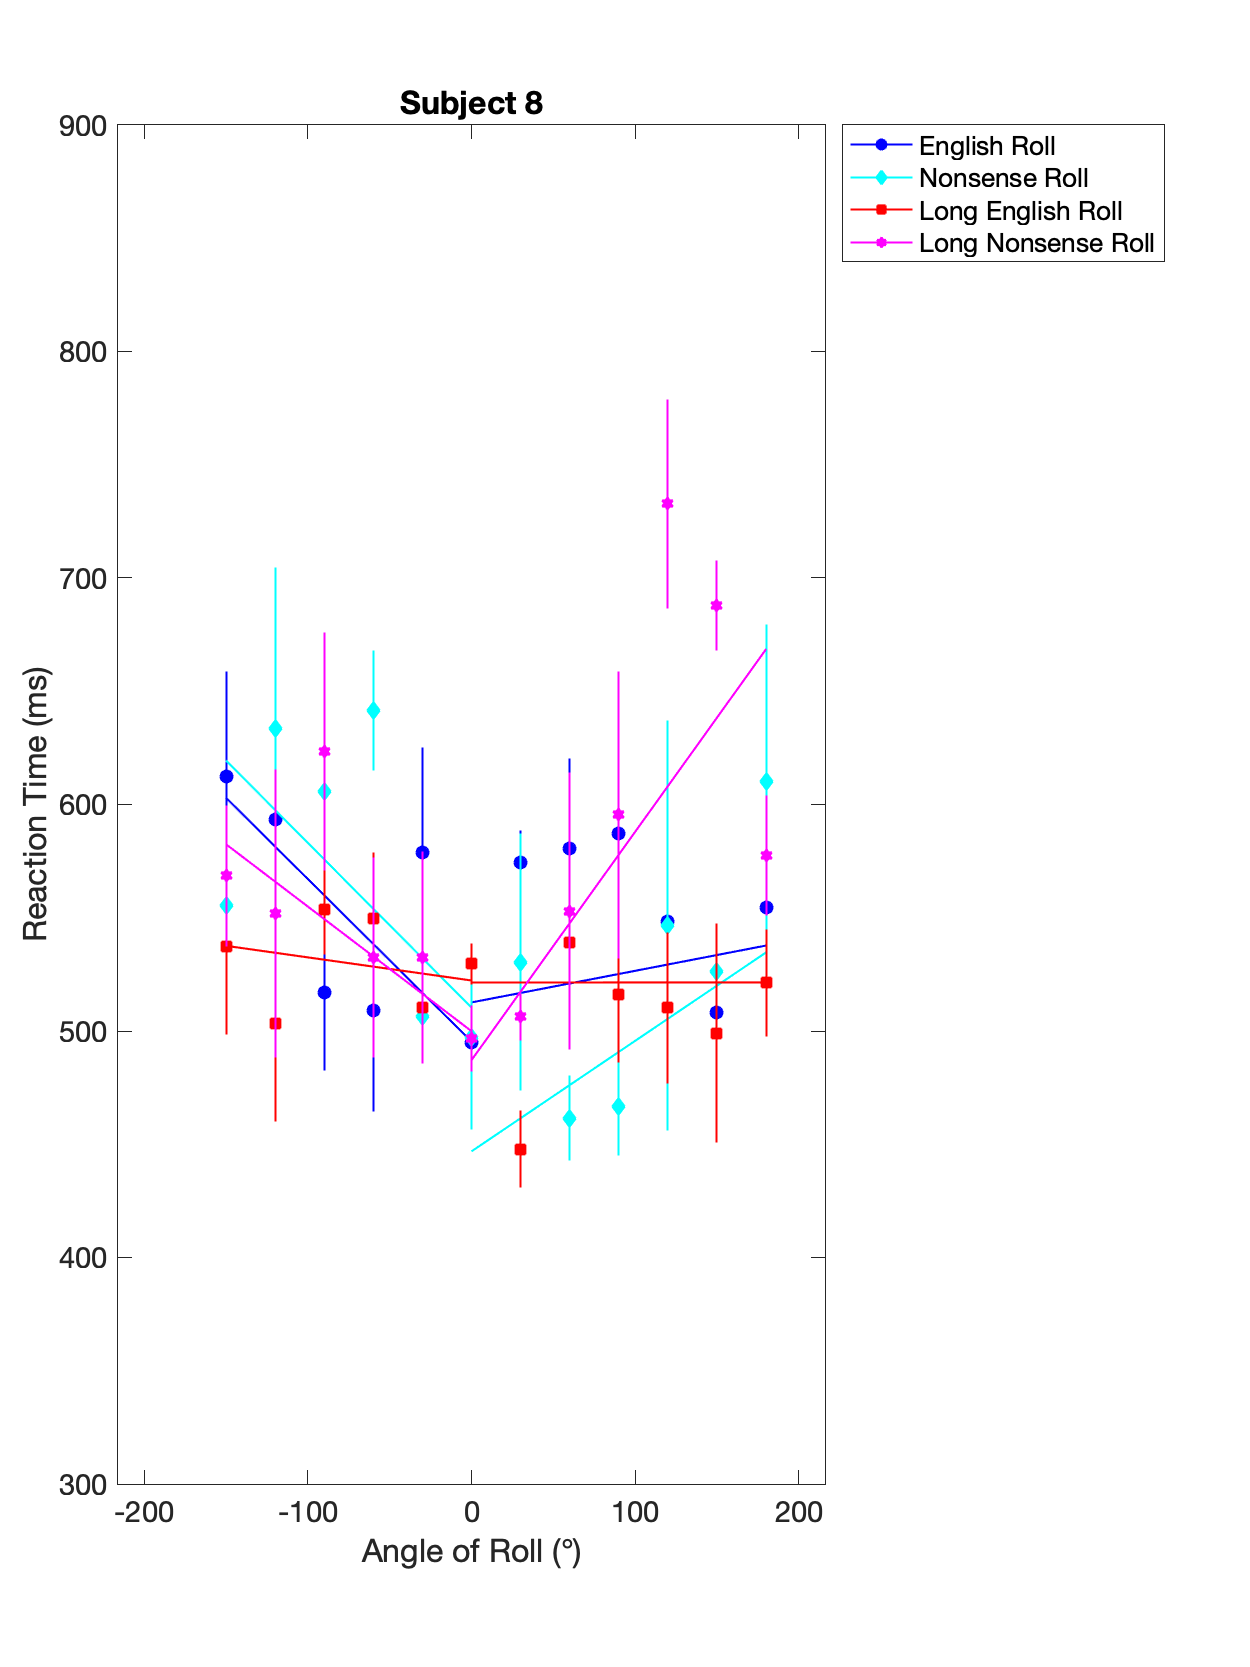 Subject 8
900
800
700
600
500
400
300
Reaction Time (ms)
-200
-100
0
100
200
Angle of Roll (°)
English Roll
Nonsense Roll
Long English Roll
Long Nonsense Roll